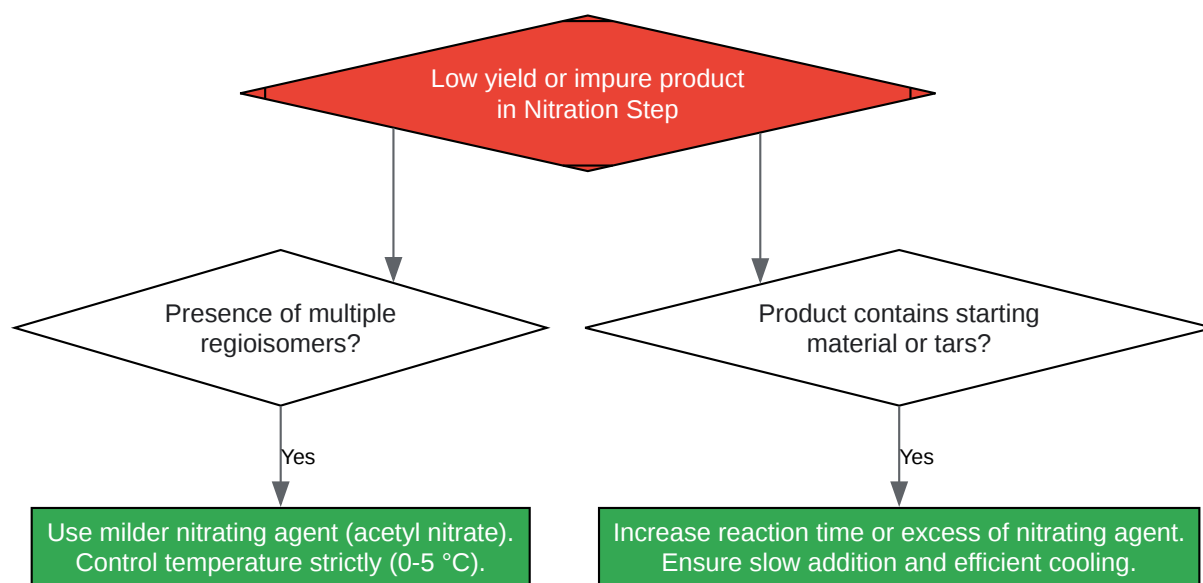 Low yield or impure product
in Nitration Step
Presence of multiple
regioisomers?
Product contains starting
material or tars?
Yes
Yes
Use milder nitrating agent (acetyl nitrate).
Control temperature strictly (0-5 °C).
Increase reaction time or excess of nitrating agent.
Ensure slow addition and efficient cooling.